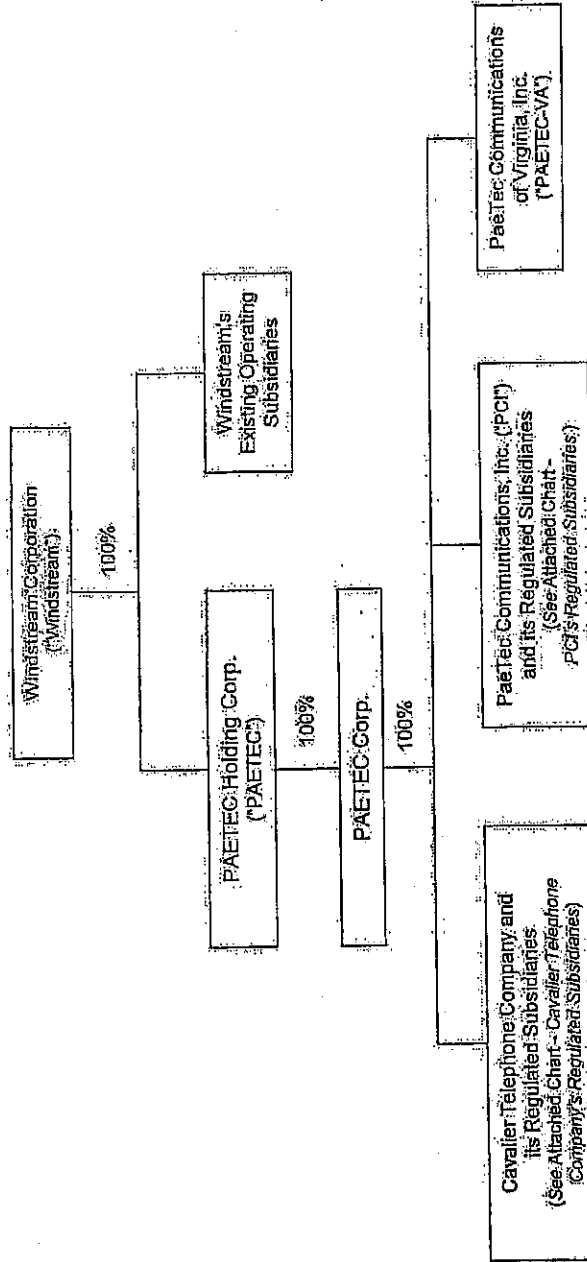 Windstream Corporation
("Windstream")
100%
PAETEC Holding Corp.
("PAETEC")
Windstream's
Existing Operating
Subsidiaries
100%
PAETEC Corp.
100%
Cavalier Telephone Company and
its Regulated Subsidiaries
(See Attached Chart - Cavalier Telephone
Company's Regulated Subsidiaries)
PaeTec Communications, Inc. ("PCI")
and its Regulated Subsidiaries
(See Attached Chart -
PCI's Regulated Subsidiaries)
PaeTec Communications
of Virginia, Inc.
("PAETEC-VA")